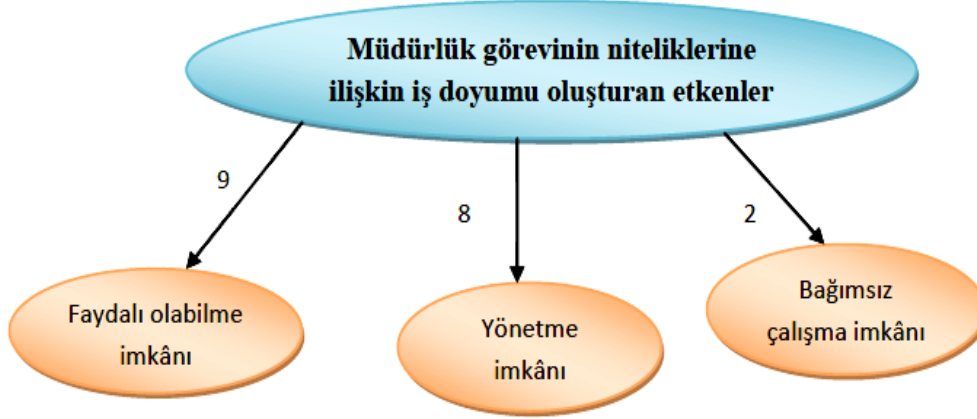 Müdürlük görevinin niteliklerine
ilişkin iş doyumu oluşturan etkenler
9
8
2
Faydalı olabilme
imkânı
Yönetme
imkânı
Bağımsız
çalışma imkânı